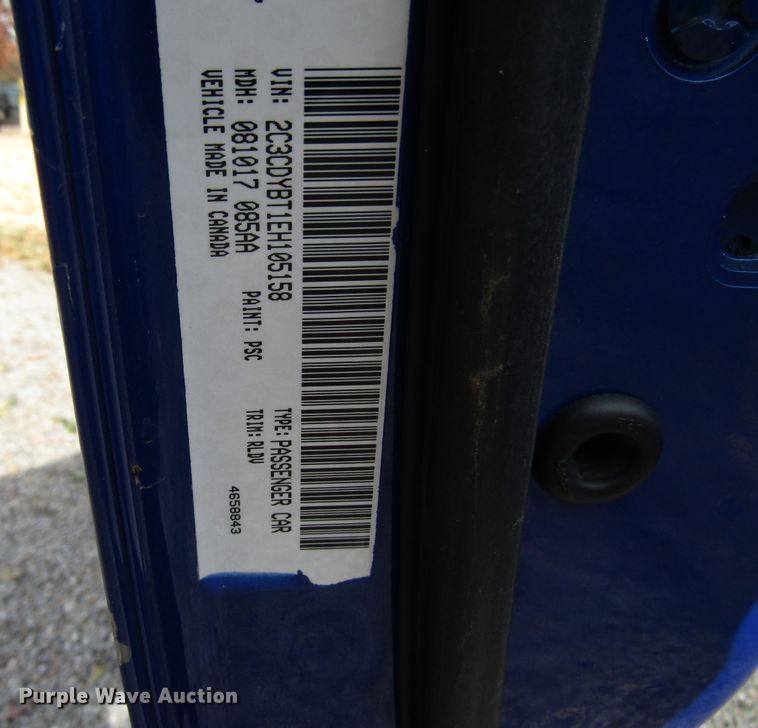 VIN: 2C3CDYBT1EH105158 TYPE: PASSENGER CAR
MDH: 081017 085AA PAINT: PSC TRIM: RLDV
VEHICLE MADE IN CANADA 4658843
Purple Wave Auction